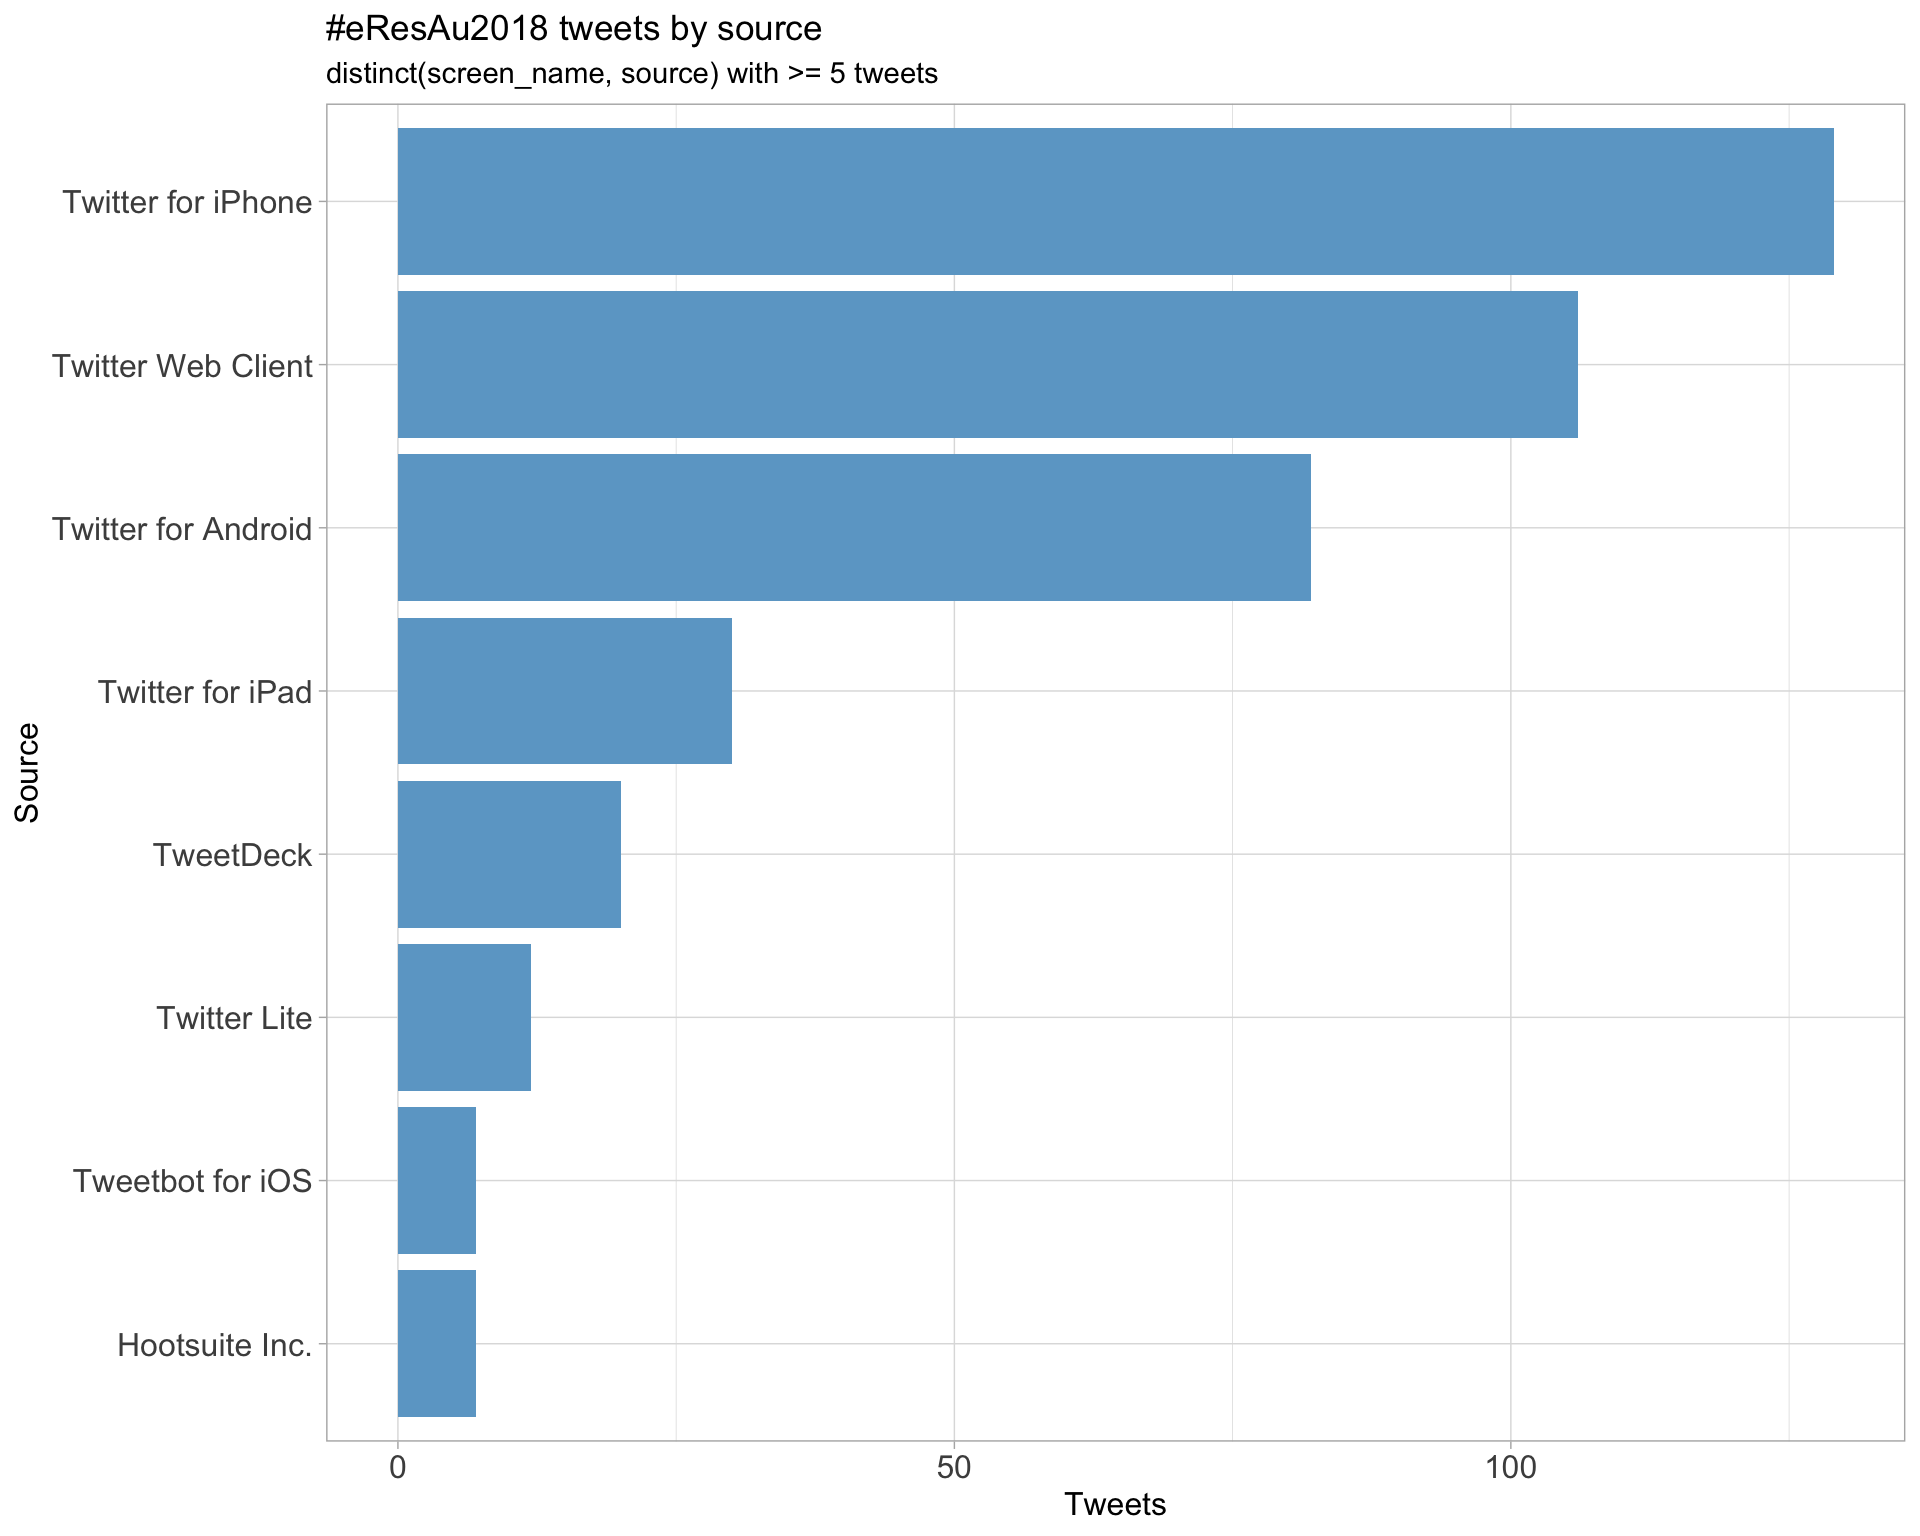 #eResAu2018 tweets by source
distinct(screen_name, source) with >= 5 tweets
Source
Twitter for iPhone
Twitter Web Client
Twitter for Android
Twitter for iPad
TweetDeck
Twitter Lite
Tweetbot for iOS
Hootsuite Inc.
0 50 100
Tweets